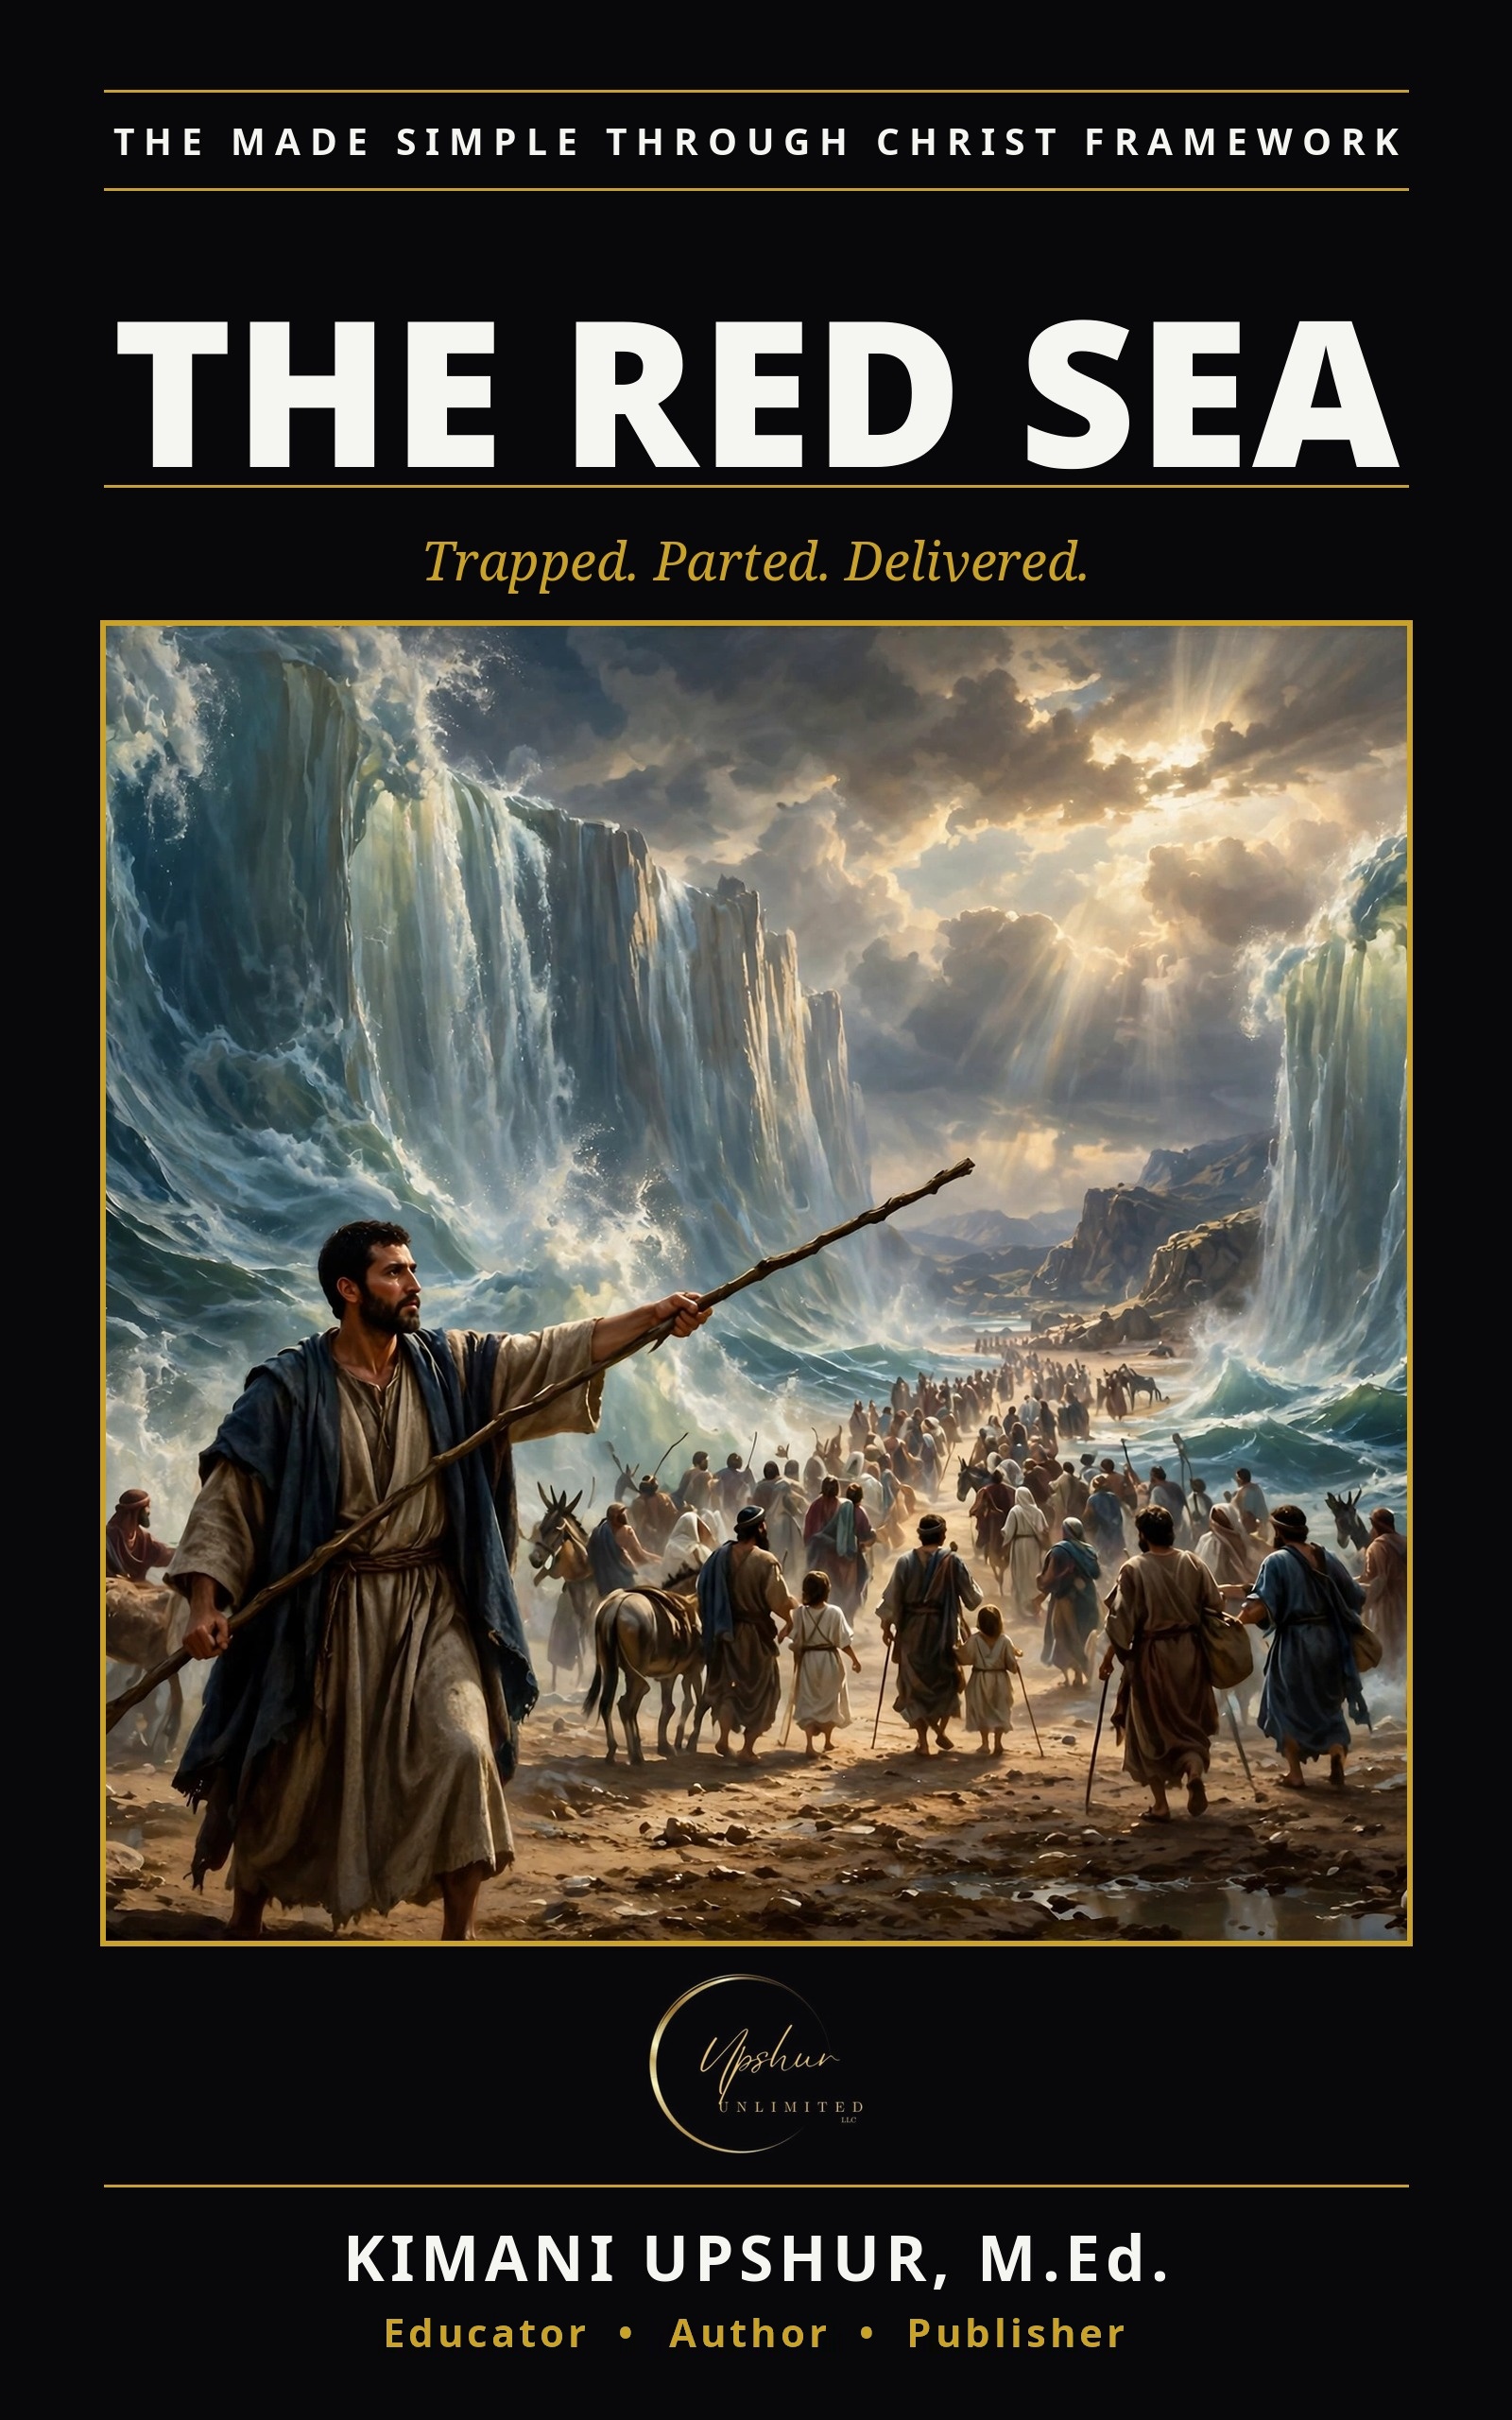 THE MADE SIMPLE THROUGH CHRIST FRAMEWORK
THE RED SEA
Trapped. Parted. Delivered.
Upshur
UNLIMITED
LLC
KIMANI UPSHUR, M.Ed.
Educator • Author • Publisher